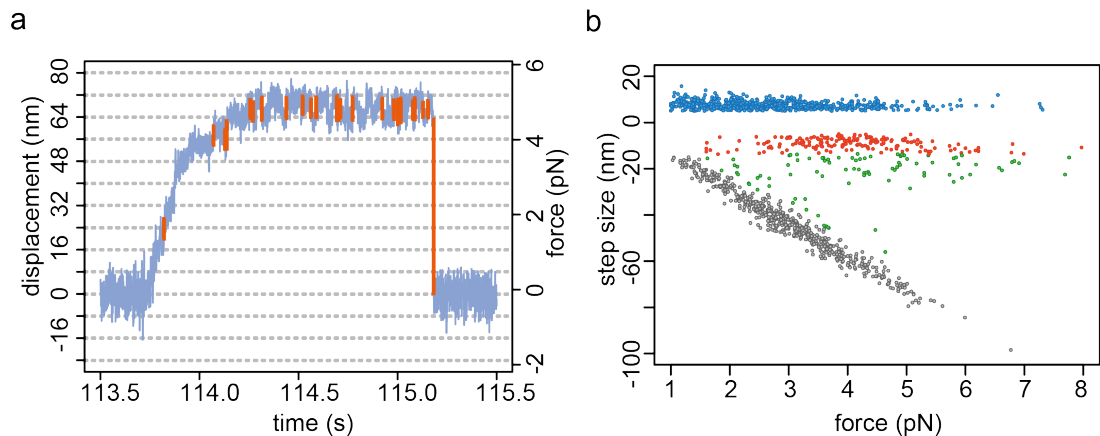 a
displacement (nm)
80
64
48
32
16
0
-16
6
4
2
0
-2
force (pN)
113.5 114.0 114.5 115.0 115.5
time (s)
b
step size (nm)
20
0
-20
-60
-100
1 2 3 4 5 6 7 8
force (pN)